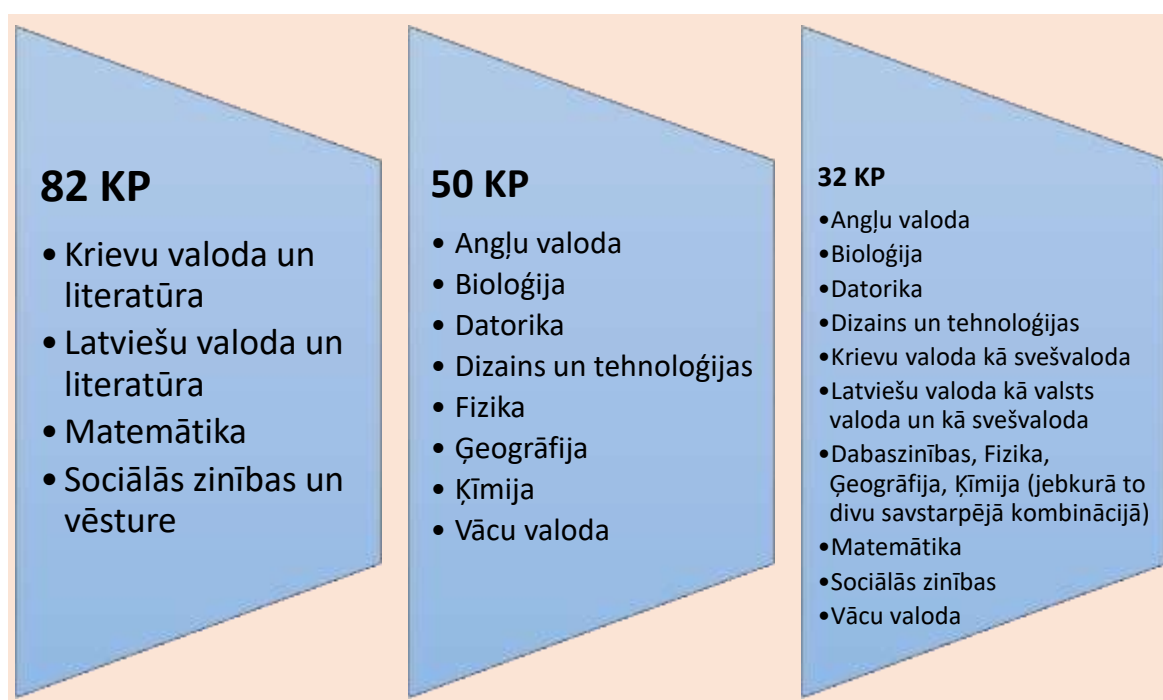 82 KP
• Krievu valoda un
literatūra
• Latviešu valoda un
literatūra
• Matemātika
• Sociālās zinības un
vēsture
50 KP
• Angļu valoda
• Bioloģija
• Datorika
• Dizains un tehnoloģijas
• Fizika
• Ģeogrāfija
• Ķīmija
• Vācu valoda
32 KP
•Angļu valoda
•Bioloģija
•Datorika
•Dizains un tehnoloģijas
•Krievu valoda kā svešvaloda
•Latviešu valoda kā valsts
valoda un kā svešvaloda
•Dabaszinības, Fizika,
Ģeogrāfija, Ķīmija (jebkurā to
divu savstarpējā kombinācijā)
•Matemātika
•Sociālās zinības
•Vācu valoda